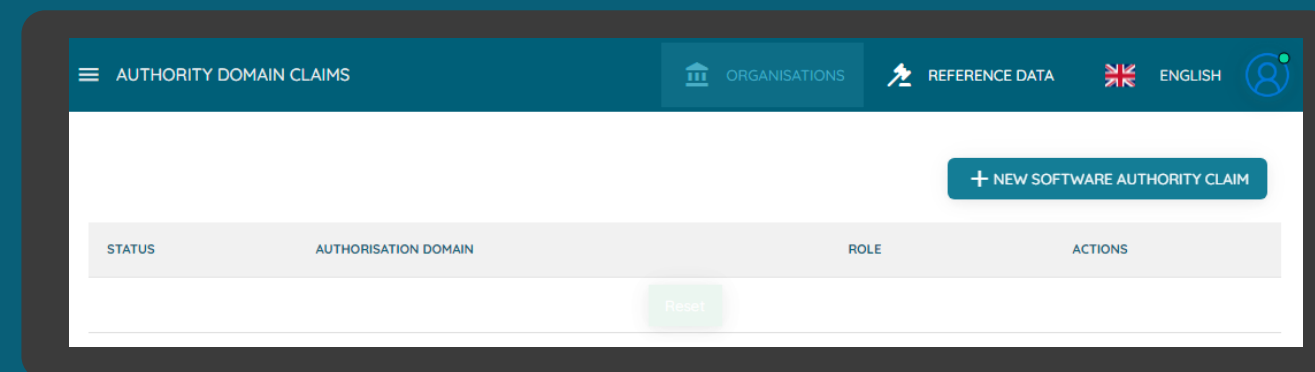 AUTHORITY DOMAIN CLAIMS ORGANISATIONS REFERENCE DATA ENGLISH
+ NEW SOFTWARE AUTHORITY CLAIM
STATUS AUTHORISATION DOMAIN ROLE ACTIONS
Reset